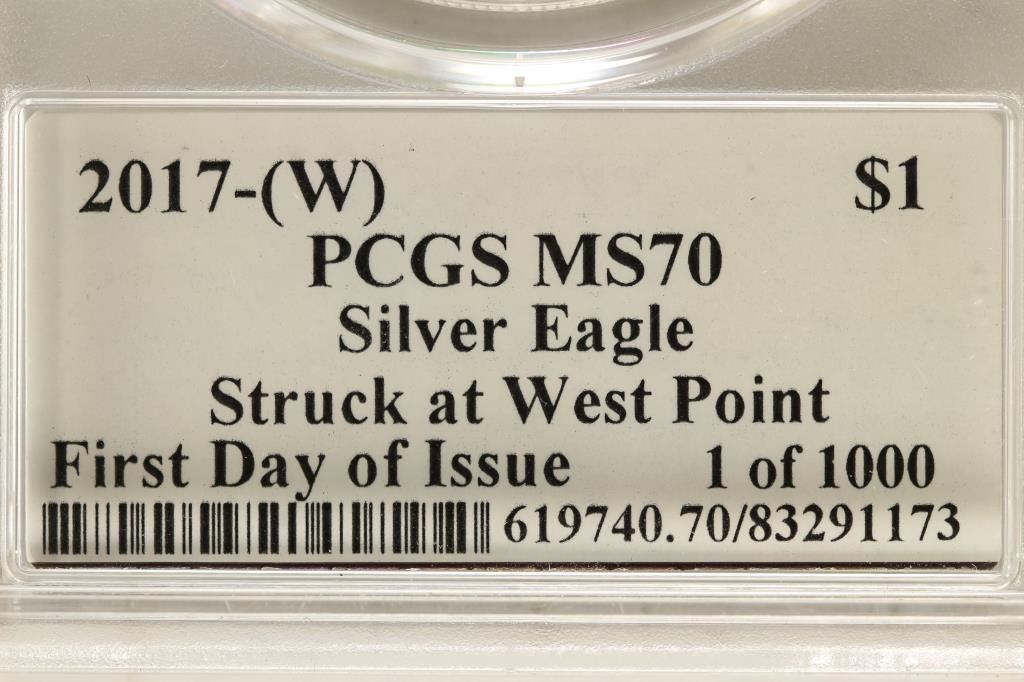 2017-(W) $1
PCGS MS70
Silver Eagle
Struck at West Point
First Day of Issue 1 of 1000
619740.70/83291173